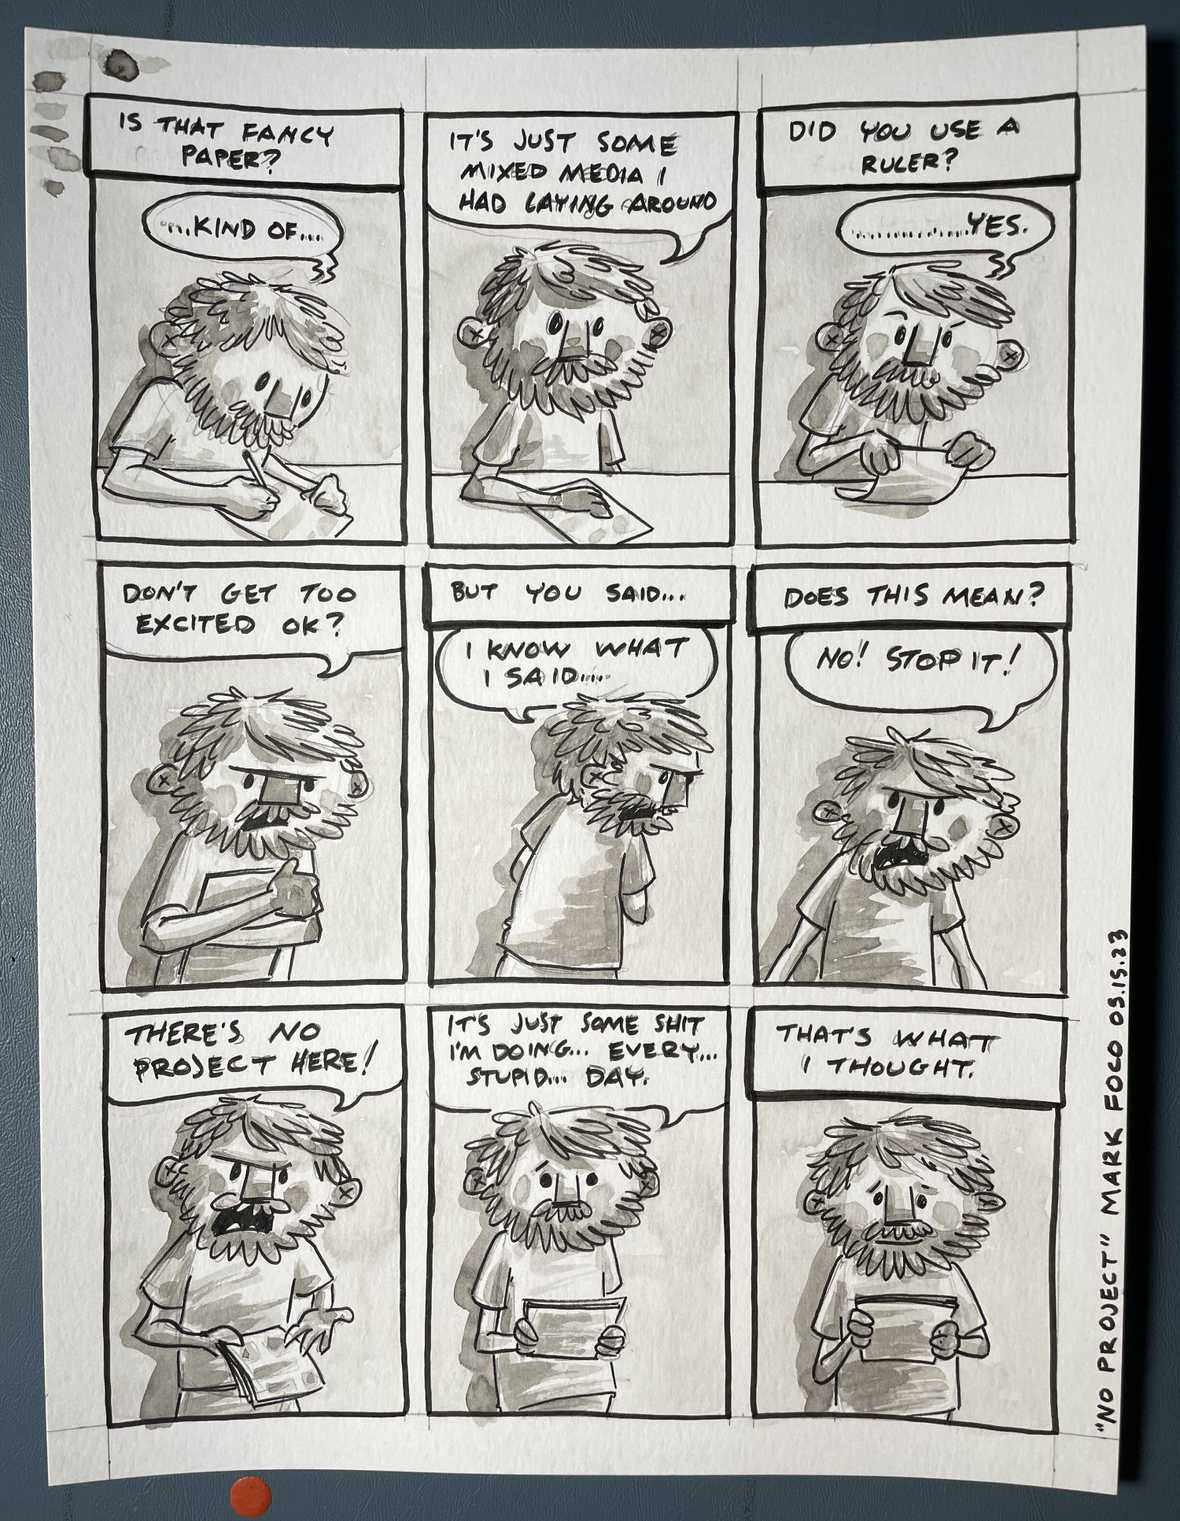 IS THAT FANCY
PAPER?
....KIND OF....
IT'S JUST SOME
MIXED MEDIA I
HAD LAYING AROUND
DID YOU USE A
RULER?
..............YES.
DON'T GET TOO
EXCITED OK?
BUT YOU SAID...
I KNOW WHAT
I SAID....
DOES THIS MEAN?
NO! STOP IT!
THERE'S NO
PROJECT HERE!
IT'S JUST SOME SHIT
I'M DOING... EVERY...
STUPID... DAY.
THAT'S WHAT
I THOUGHT.
"NO PROJECT" MARK FOCO 05.15.23